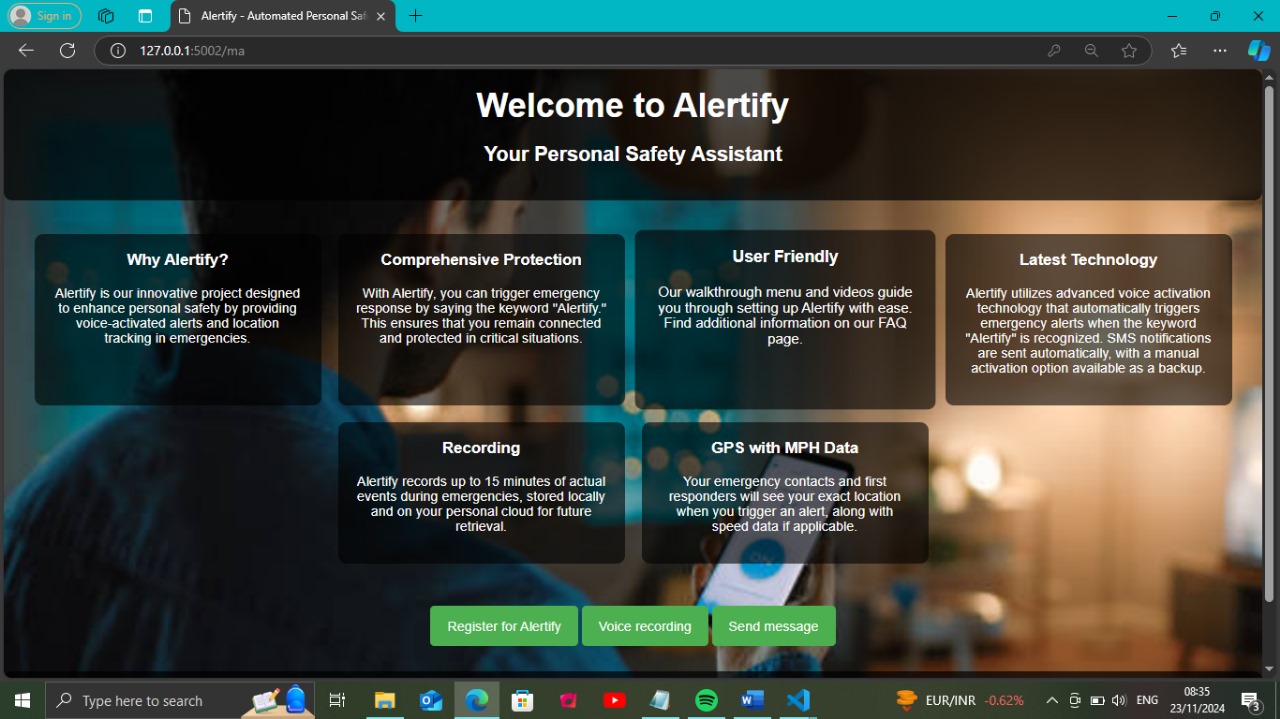 Sign in
Alertify - Automated Personal Saf
127.0.0.1:5002/ma
Welcome to Alertify
Your Personal Safety Assistant
Why Alertify?
Alertify is our innovative project designed
to enhance personal safety by providing
voice-activated alerts and location
tracking in emergencies.
Comprehensive Protection
With Alertify, you can trigger emergency
response by saying the keyword "Alertify."
This ensures that you remain connected
and protected in critical situations.
User Friendly
Our walkthrough menu and videos guide
you through setting up Alertify with ease.
Find additional information on our FAQ
page.
Latest Technology
Alertify utilizes advanced voice activation
technology that automatically triggers
emergency alerts when the keyword
"Alertify" is recognized. SMS notifications
are sent automatically, with a manual
activation option available as a backup.
Recording
Alertify records up to 15 minutes of actual
events during emergencies, stored locally
and on your personal cloud for future
retrieval.
GPS with MPH Data
Your emergency contacts and first
responders will see your exact location
when you trigger an alert, along with
speed data if applicable.
ON
Register for Alertify
Voice recording
Send message
Type here to search
EUR/INR -0.62%
ENG
08:35
23/11/2024
3